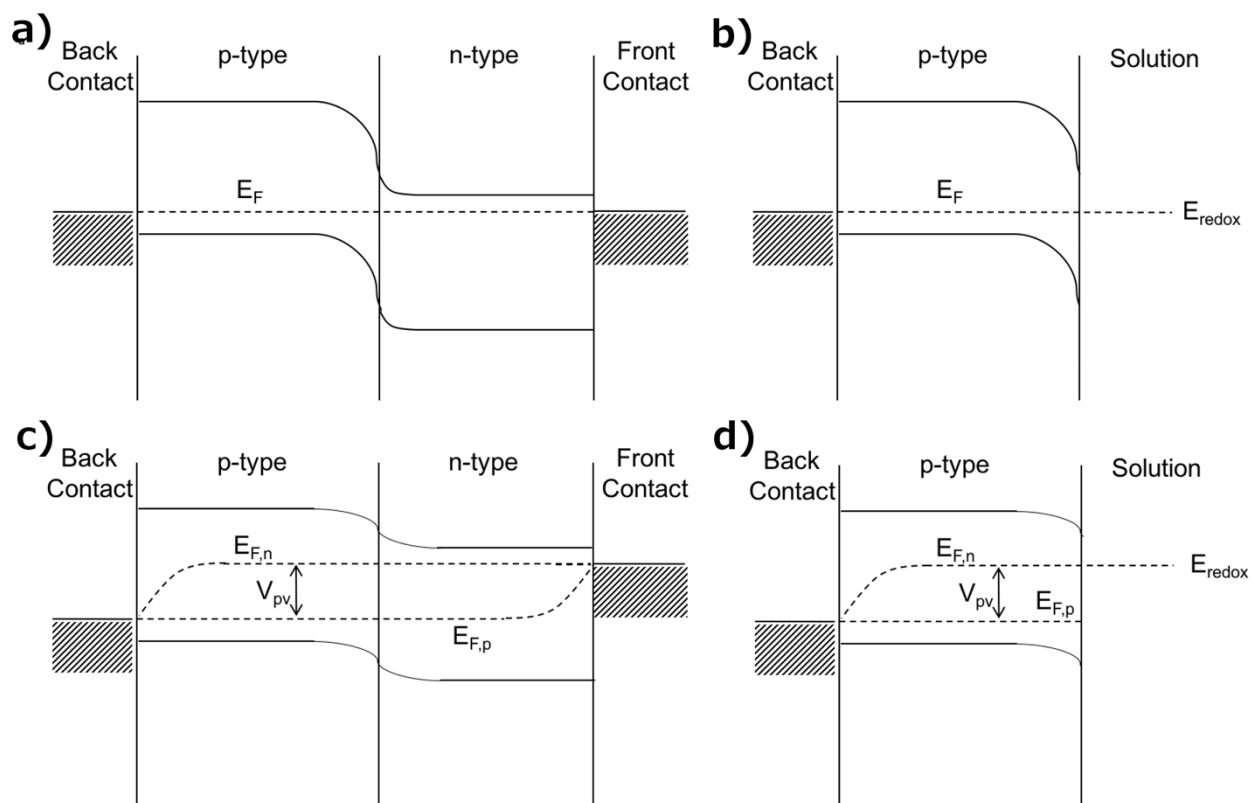 a)
Back
Contact
p-type
n-type
Front
Contact
E_F
b)
Back
Contact
p-type
Solution
E_F
E_redox
c)
Back
Contact
p-type
n-type
Front
Contact
E_F,n
V_pv
E_F,p
d)
Back
Contact
p-type
Solution
E_F,n
E_redox
V_pv
E_F,p